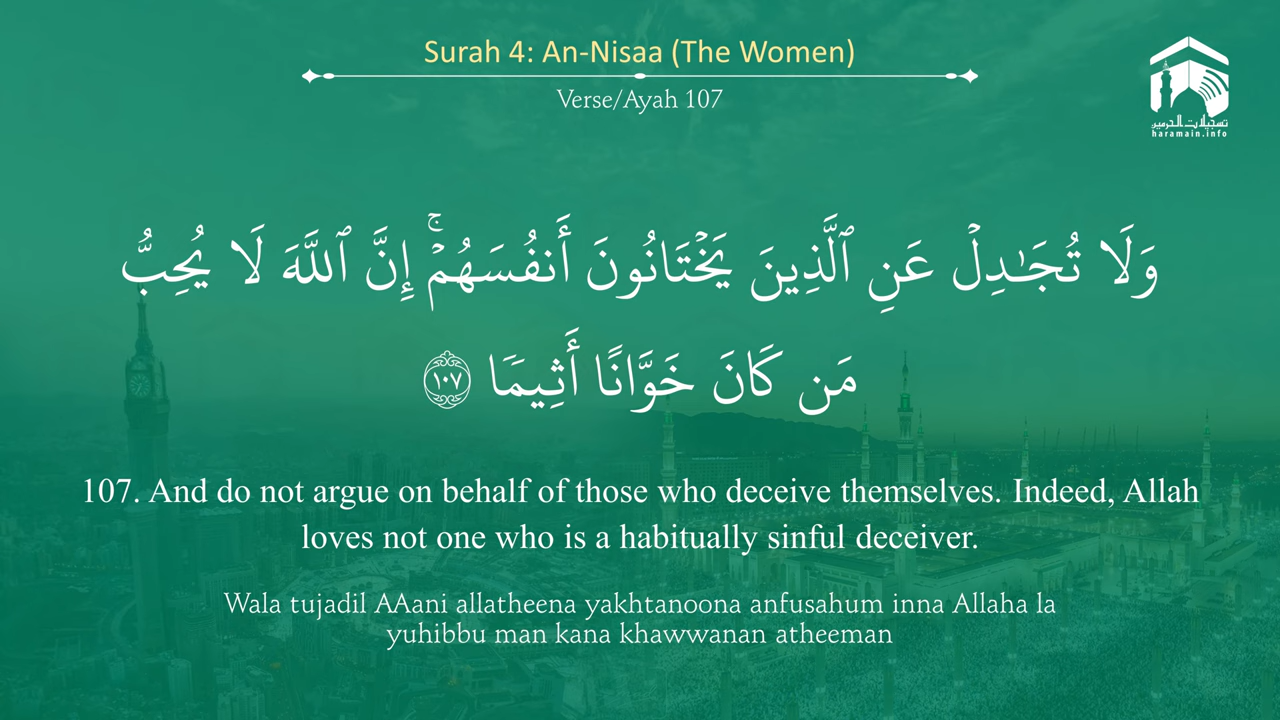 Surah 4: An-Nisaa (The Women)
Verse/Ayah 107
تسجيلات الحرمين
haramain.info
وَلَا تُجَـٰدِلْ عَنِ ٱلَّذِينَ يَخْتَانُونَ أَنفُسَهُمْ ۚ إِنَّ ٱللَّهَ لَا يُحِبُّ
مَن كَانَ خَوَّانًا أَثِيمًا ١٠٧
107. And do not argue on behalf of those who deceive themselves. Indeed, Allah
loves not one who is a habitually sinful deceiver.
Wala tujadil AAani allatheena yakhtanoona anfusahum inna Allaha la
yuhibbu man kana khawwanan atheeman